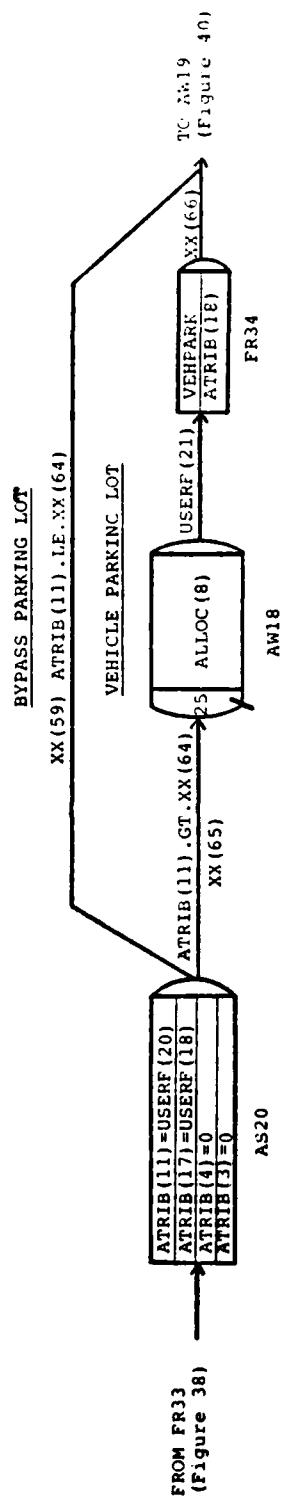 BYPASS PARKING LOT
XX(59) ATRIB(11).LE.XX(64)
VEHICLE PARKING LOT
FROM FR33
(Figure 38)
ATRIB(11)=USERF(20)
ATRIB(17)=USERF(18)
ATRIB(4)=0
ATRIB(3)=0
AS20
ATRIB(11).GT.XX(64)
XX(65)
25
ALLOC(8)
AW18
USERF(21)
VEHPARK
ATRIB(18)
FR34
XX(66)
TO AW19
(Figure 40)